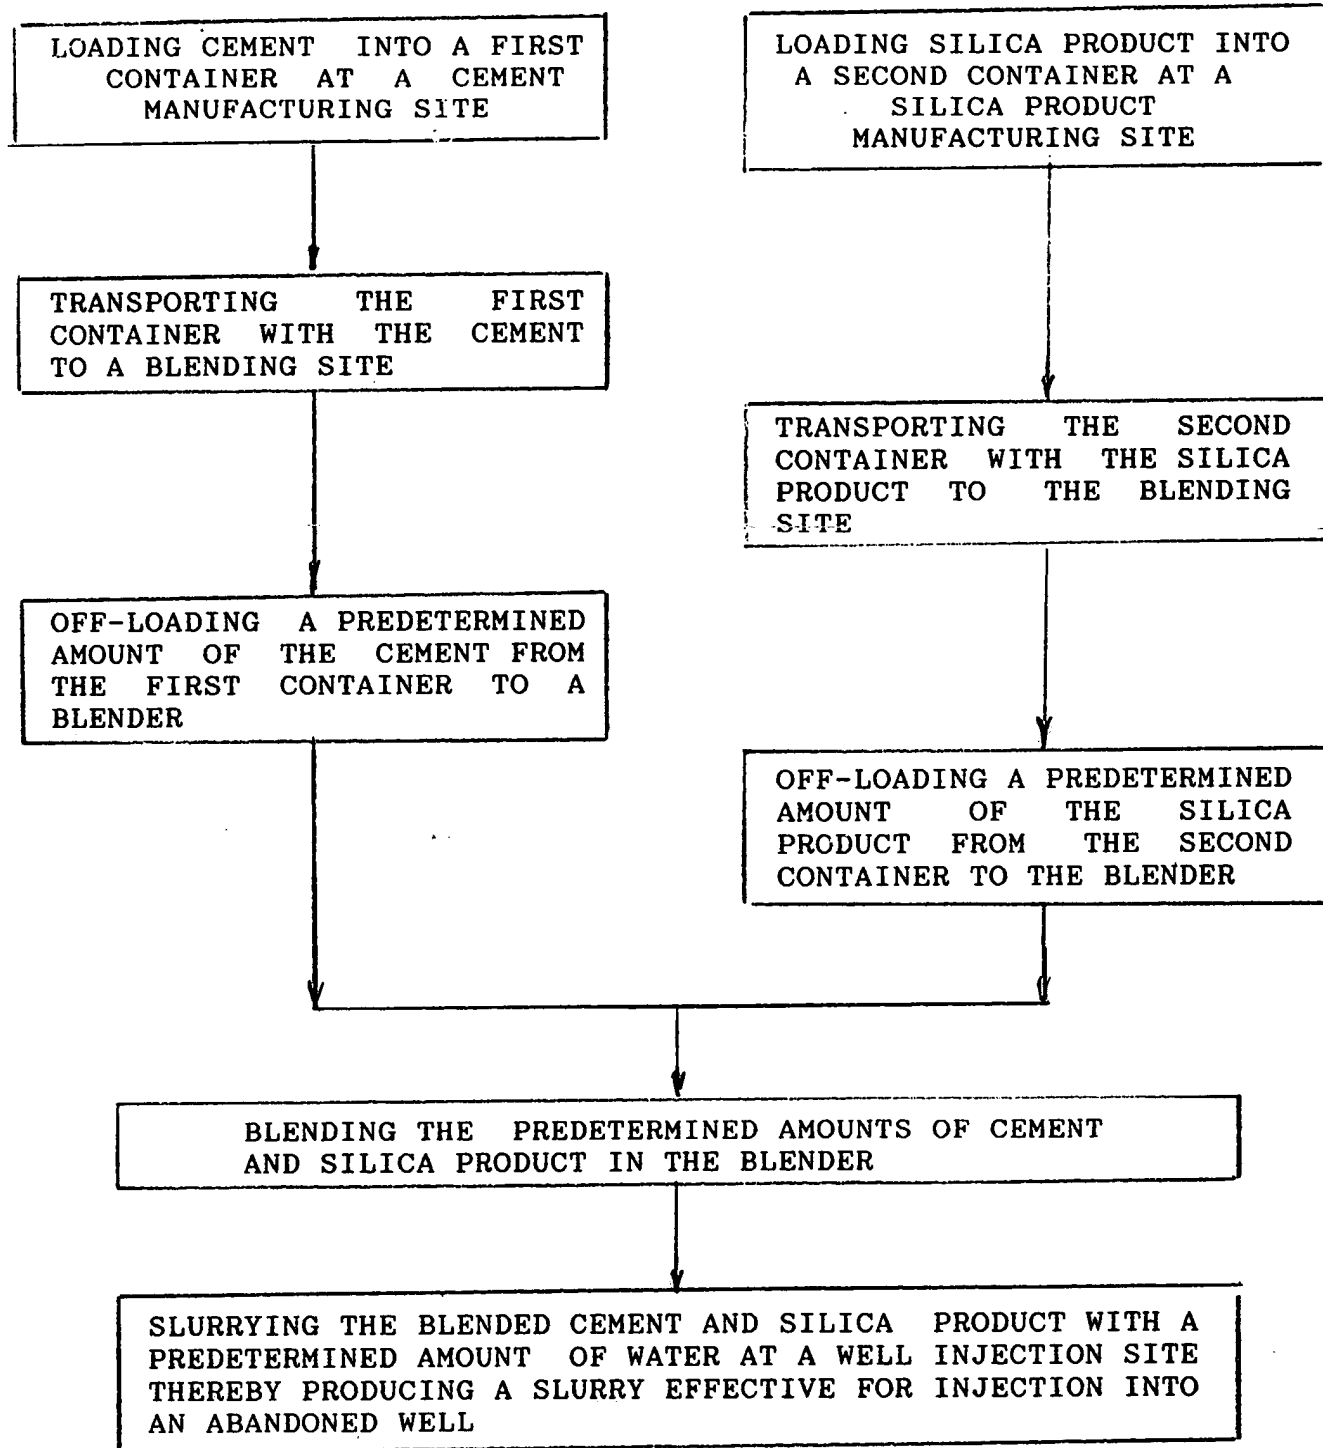 LOADING CEMENT INTO A FIRST
CONTAINER AT A CEMENT
MANUFACTURING SITE
LOADING SILICA PRODUCT INTO
A SECOND CONTAINER AT A
SILICA PRODUCT
MANUFACTURING SITE
TRANSPORTING THE FIRST
CONTAINER WITH THE CEMENT
TO A BLENDING SITE
TRANSPORTING THE SECOND
CONTAINER WITH THE SILICA
PRODUCT TO THE BLENDING
SITE
OFF-LOADING A PREDETERMINED
AMOUNT OF THE CEMENT FROM
THE FIRST CONTAINER TO A
BLENDER
OFF-LOADING A PREDETERMINED
AMOUNT OF THE SILICA
PRODUCT FROM THE SECOND
CONTAINER TO THE BLENDER
BLENDING THE PREDETERMINED AMOUNTS OF CEMENT
AND SILICA PRODUCT IN THE BLENDER
SLURRYING THE BLENDED CEMENT AND SILICA PRODUCT WITH A
PREDETERMINED AMOUNT OF WATER AT A WELL INJECTION SITE
THEREBY PRODUCING A SLURRY EFFECTIVE FOR INJECTION INTO
AN ABANDONED WELL